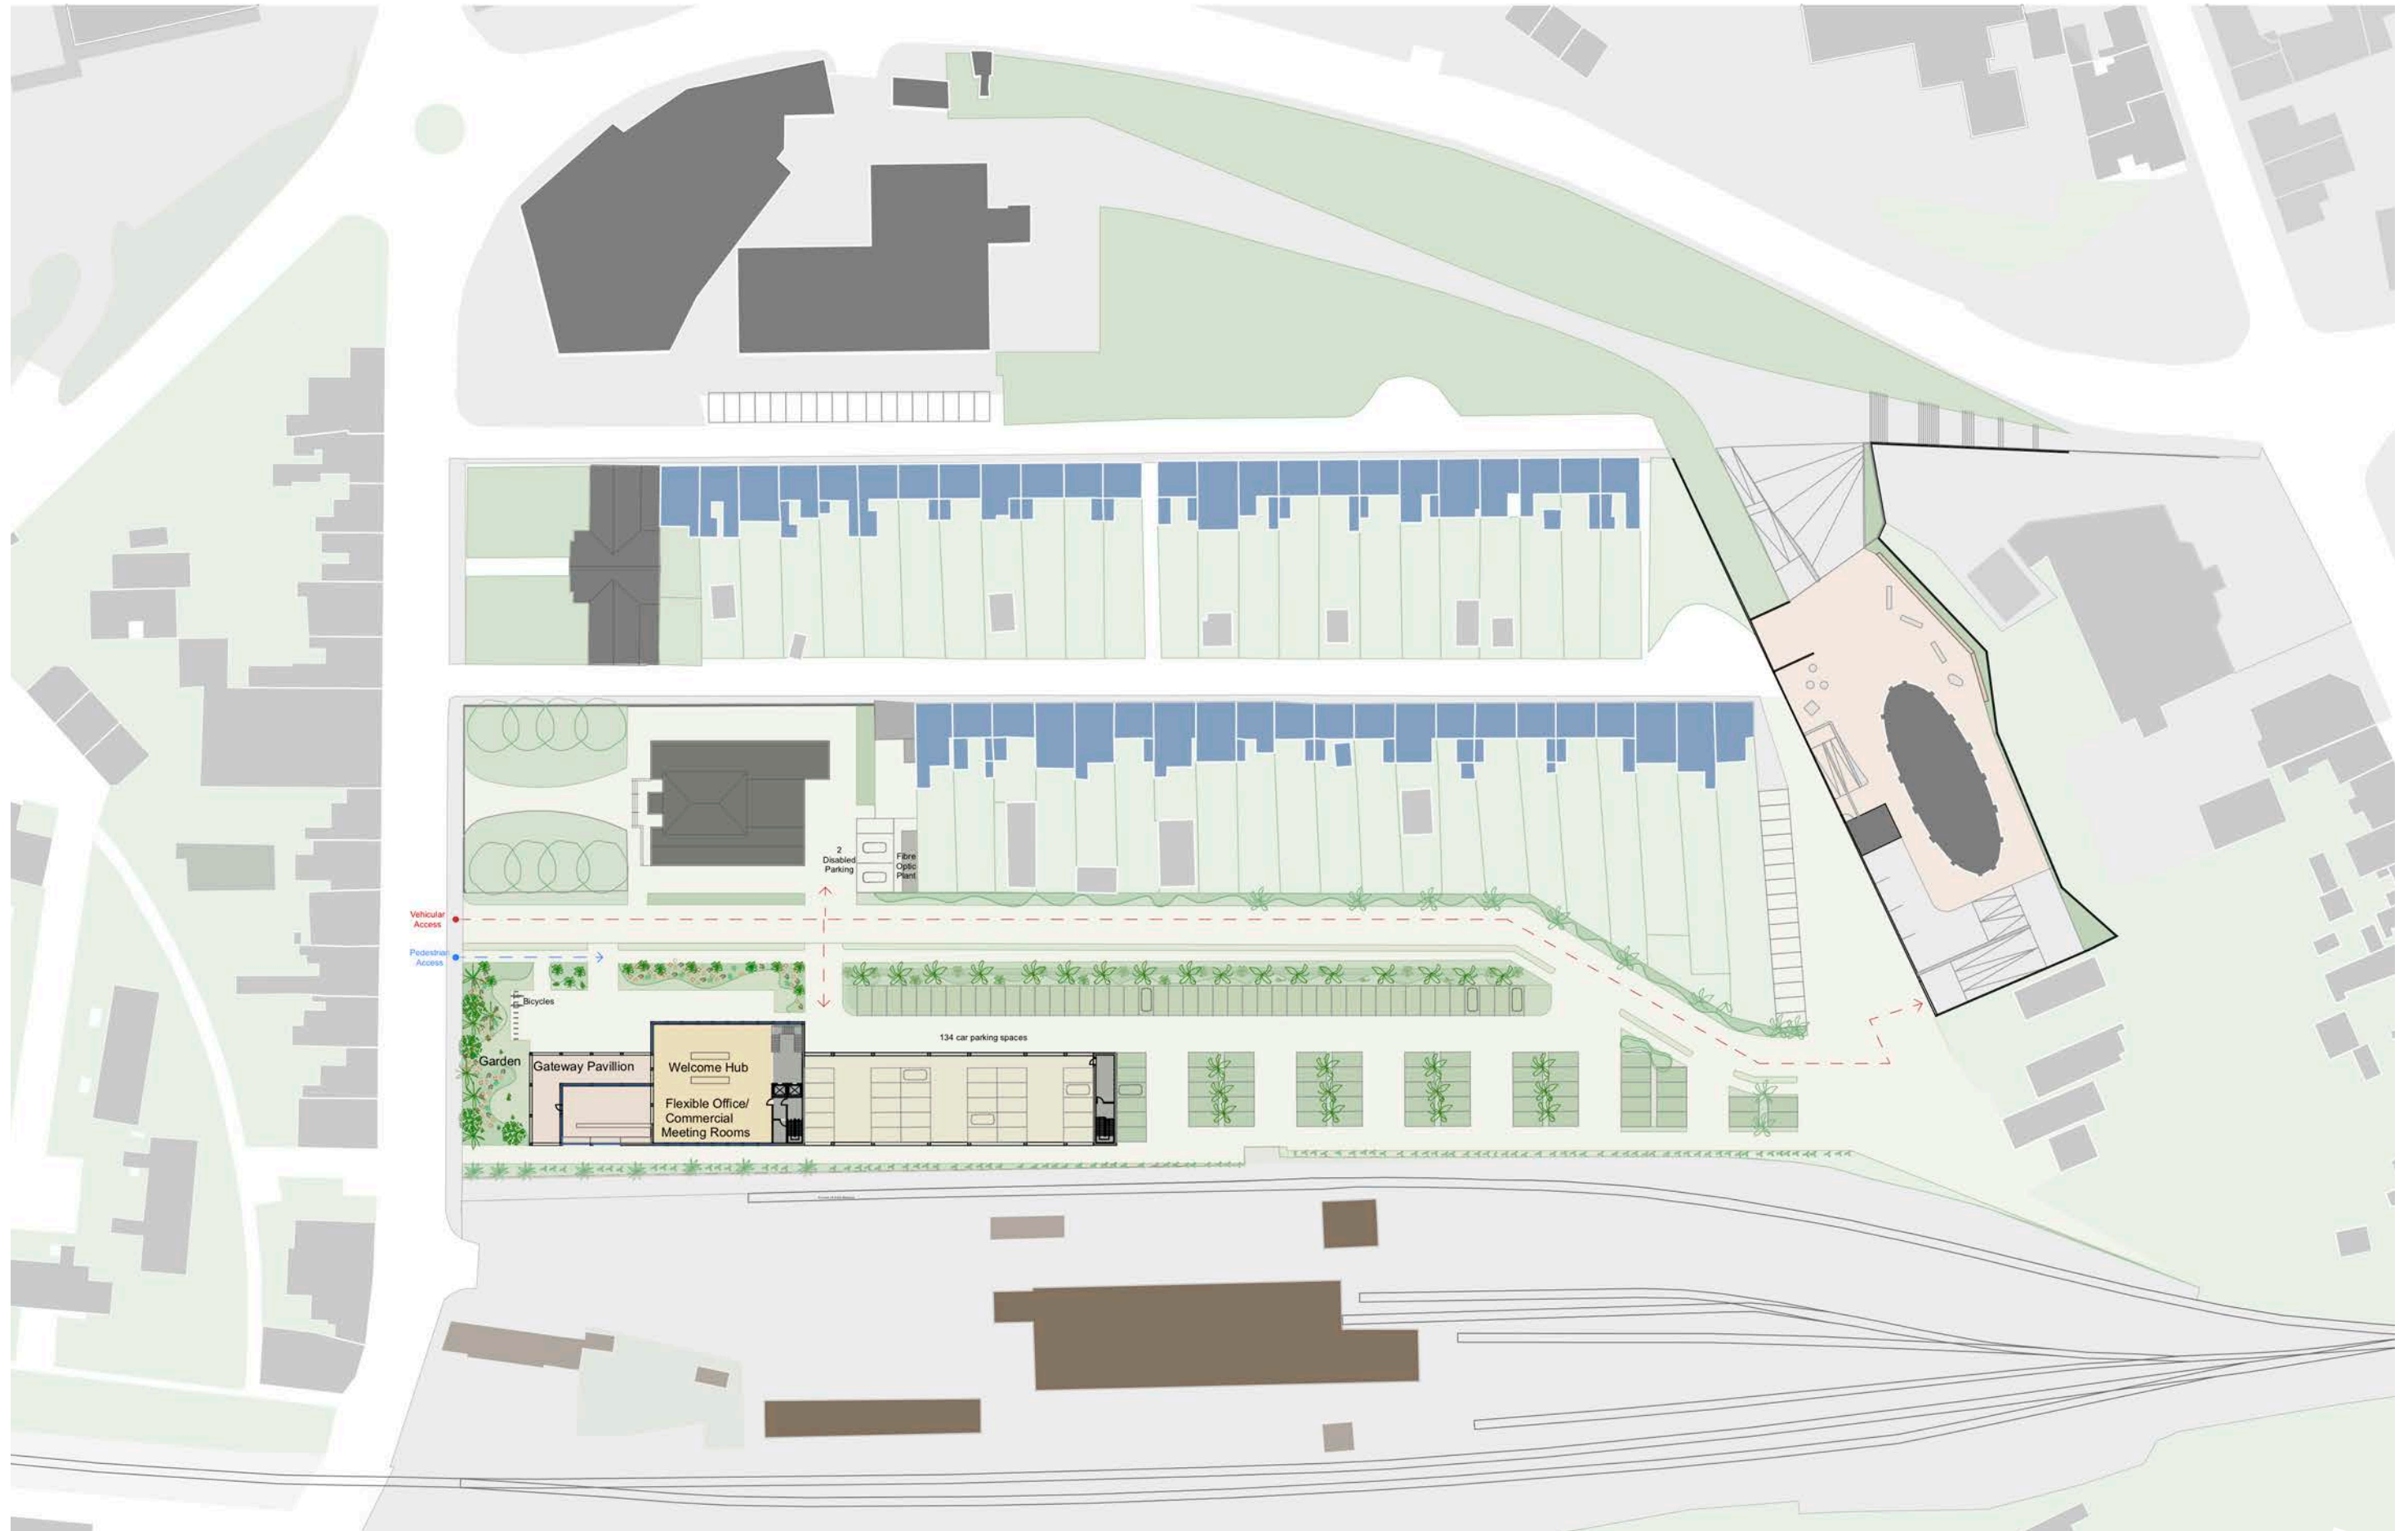 2
Disabled
Parking
Fibre
Optic
Plant
Vehicular
Access
Pedestrian
Access
Bicycles
134 car parking spaces
Garden
Gateway Pavillion
Welcome Hub
Flexible Office/
Commercial
Meeting Rooms